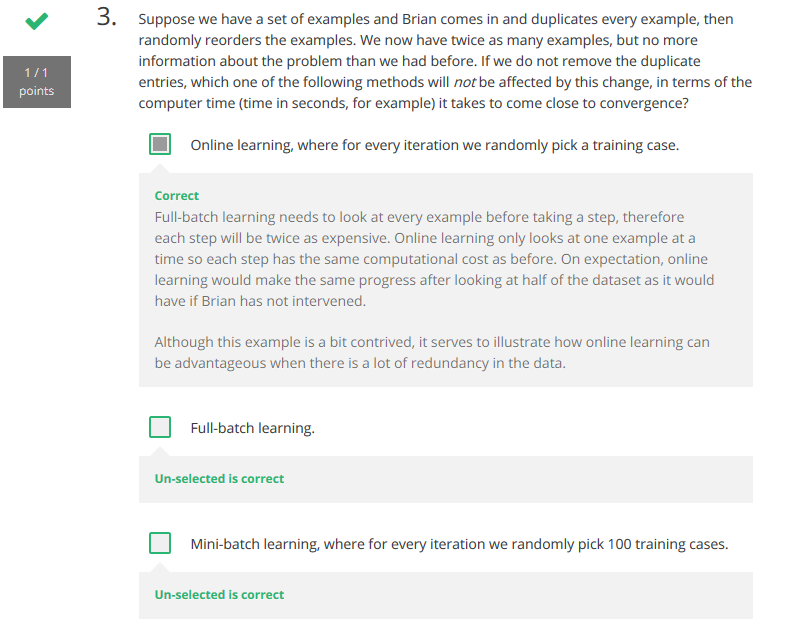 3.
1 / 1
points
Suppose we have a set of examples and Brian comes in and duplicates every example, then
randomly reorders the examples. We now have twice as many examples, but no more
information about the problem than we had before. If we do not remove the duplicate
entries, which one of the following methods will not be affected by this change, in terms of the
computer time (time in seconds, for example) it takes to come close to convergence?
Online learning, where for every iteration we randomly pick a training case.
Correct
Full-batch learning needs to look at every example before taking a step, therefore
each step will be twice as expensive. Online learning only looks at one example at a
time so each step has the same computational cost as before. On expectation, online
learning would make the same progress after looking at half of the dataset as it would
have if Brian has not intervened.
Although this example is a bit contrived, it serves to illustrate how online learning can
be advantageous when there is a lot of redundancy in the data.
Full-batch learning.
Un-selected is correct
Mini-batch learning, where for every iteration we randomly pick 100 training cases.
Un-selected is correct